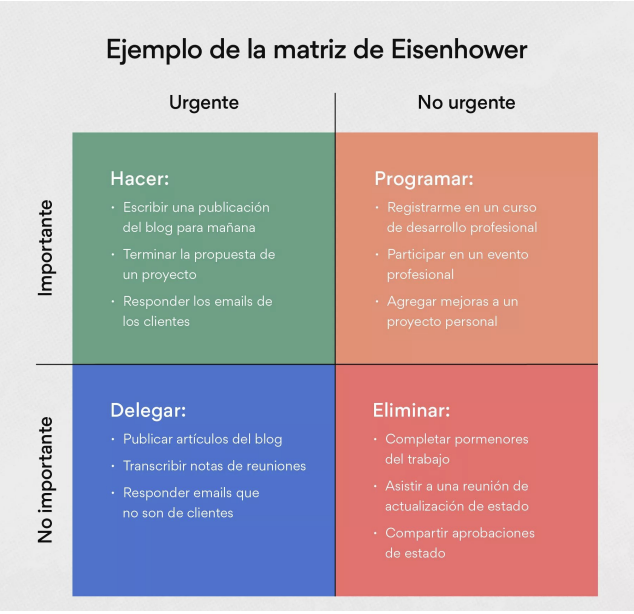 Ejemplo de la matriz de Eisenhower
Urgente
No urgente
Importante
Hacer:
· Escribir una publicación
del blog para mañana
· Terminar la propuesta de
un proyecto
· Responder los emails de
los clientes
Programar:
· Registrarme en un curso
de desarrollo profesional
· Participar en un evento
profesional
· Agregar mejoras a un
proyecto personal
No importante
Delegar:
· Publicar artículos del blog
· Transcribir notas de reuniones
· Responder emails que
no son de clientes
Eliminar:
· Completar pormenores
del trabajo
· Asistir a una reunión de
actualización de estado
· Compartir aprobaciones
de estado